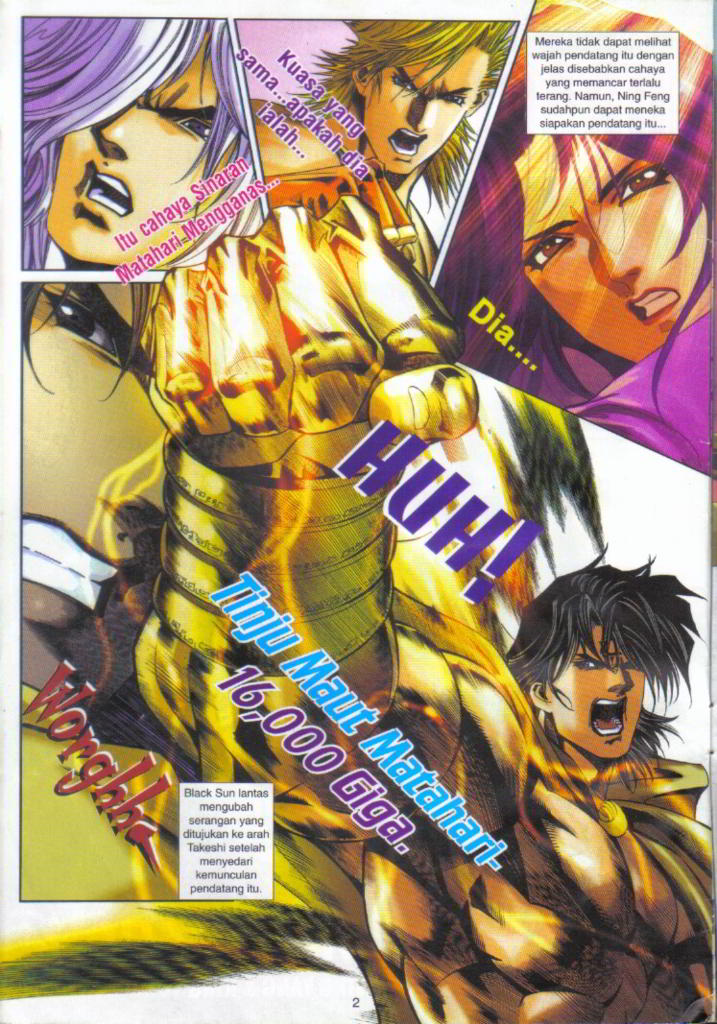 Itu cahaya Sinaran
Matahari Mengganas....
Kuasa yang
sama..apakah dia
ialah...
Mereka tidak dapat melihat
wajah pendatang itu dengan
jelas disebabkan cahaya
yang memancar terlalu
terang. Namun, Ning Feng
sudahpun dapat meneka
siapakan pendatang itu...
Dia....
HUH!
Tinju Maut Matahari-
16,000 Giga.
Worghhh
Black Sun lantas
mengubah
serangan yang
ditujukan ke arah
Takeshi setelah
menyedari
kemunculan
pendatang itu.
2